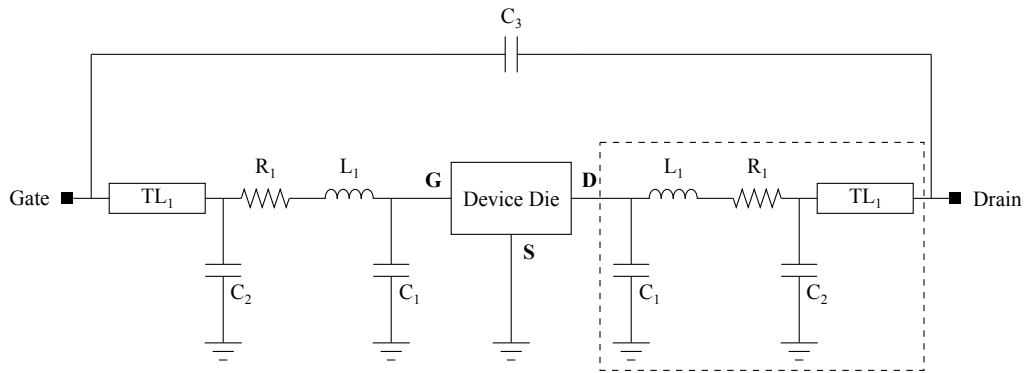 C₃
R₁ L₁ L₁ R₁
Gate TL₁ G Device Die D TL₁ Drain
S
C₂ C₁ C₁ C₂